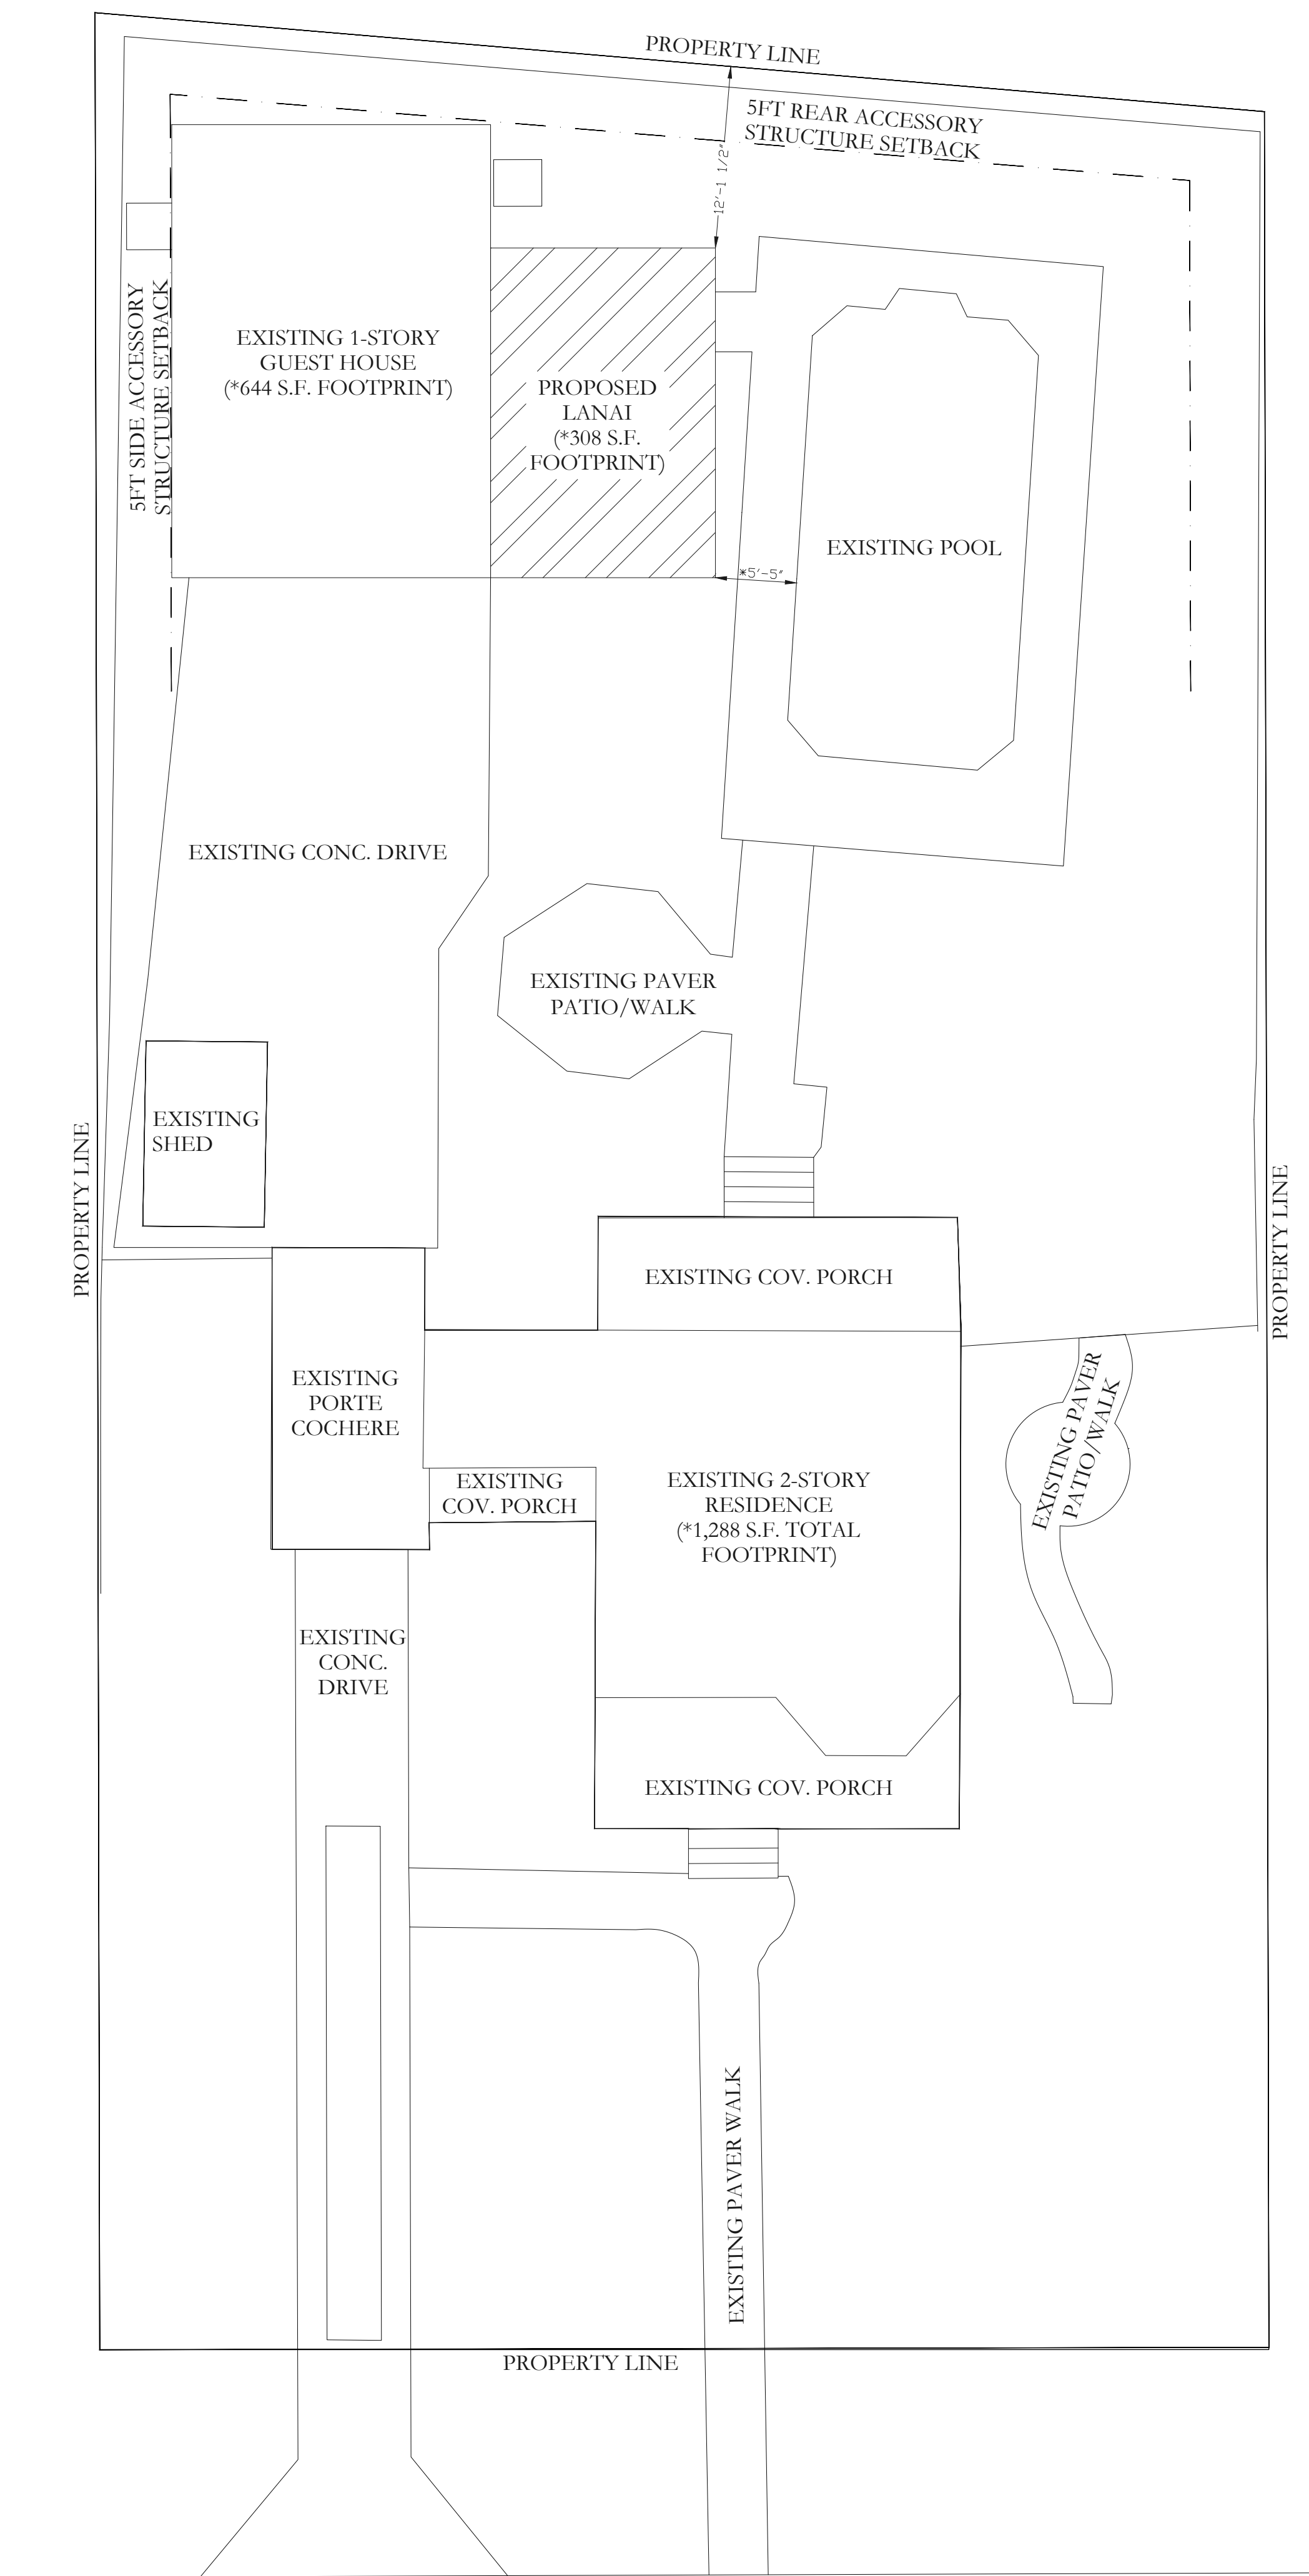 PROPERTY LINE
5FT REAR ACCESSORY
STRUCTURE SETBACK
12'-1 1/2"
5FT SIDE ACCESSORY
STRUCTURE SETBACK
EXISTING 1-STORY
GUEST HOUSE
(*644 S.F. FOOTPRINT)
PROPOSED
LANAI
(*308 S.F.
FOOTPRINT)
EXISTING POOL
*5'-5"
EXISTING CONC. DRIVE
EXISTING PAVER
PATIO/WALK
EXISTING
SHED
PROPERTY LINE
PROPERTY LINE
EXISTING COV. PORCH
EXISTING
PORTE
COCHERE
EXISTING
COV. PORCH
EXISTING 2-STORY
RESIDENCE
(*1,288 S.F. TOTAL
FOOTPRINT)
EXISTING PAVER
PATIO/WALK
EXISTING
CONC.
DRIVE
EXISTING COV. PORCH
EXISTING PAVER WALK
PROPERTY LINE